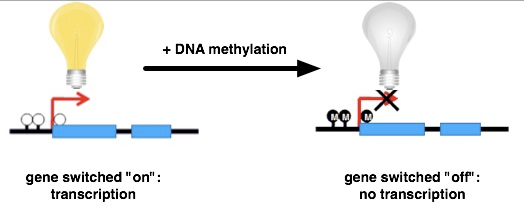 + DNA methylation
M M M
gene switched "on":
transcription
gene switched "off":
no transcription